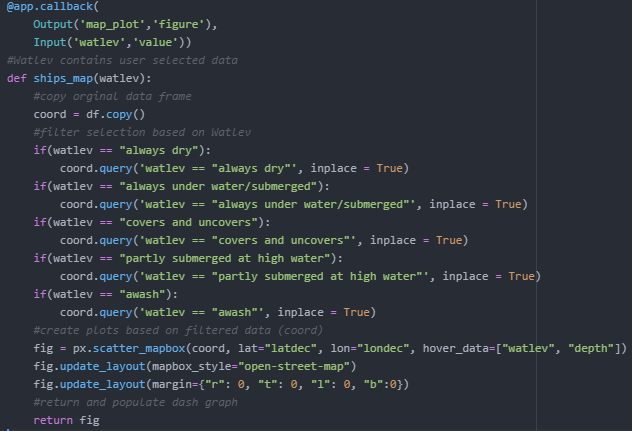 @app.callback(
    Output('map_plot','figure'),
    Input('watlev','value'))
#Watlev contains user selected data
def ships_map(watlev):
    #copy orginal data frame
    coord = df.copy()
    #filter selection based on Watlev
    if(watlev == "always dry"):
        coord.query('watlev == "always dry"', inplace = True)
    if(watlev == "always under water/submerged"):
        coord.query('watlev == "always under water/submerged"', inplace = True)
    if(watlev == "covers and uncovers"):
        coord.query('watlev == "covers and uncovers"', inplace = True)
    if(watlev == "partly submerged at high water"):
        coord.query('watlev == "partly submerged at high water"', inplace = True)
    if(watlev == "awash"):
        coord.query('watlev == "awash"', inplace = True)
    #create plots based on filtered data (coord)
    fig = px.scatter_mapbox(coord, lat="latdec", lon="londec", hover_data=["watlev", "depth"])
    fig.update_layout(mapbox_style="open-street-map")
    fig.update_layout(margin={"r": 0, "t": 0, "l": 0, "b":0})
    #return and populate dash graph
    return fig